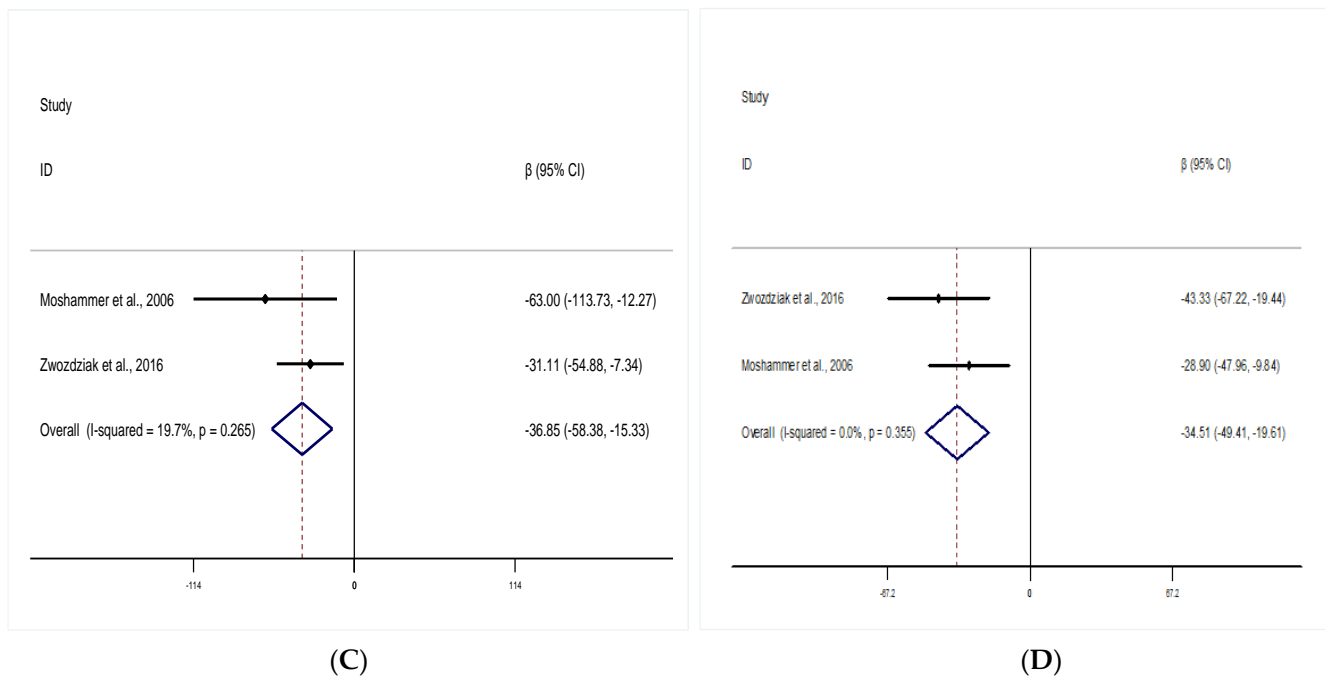 Study
ID β (95% CI)
Moshammer et al., 2006 -63.00 (-113.73, -12.27)
Zwozdziak et al., 2016 -31.11 (-54.88, -7.34)
Overall (I-squared = 19.7%, p = 0.265) -36.85 (-58.38, -15.33)
-114 0 114
(C)
Study
ID β (95% CI)
Zwozdziak et al., 2016 -43.33 (-67.22, -19.44)
Moshammer et al., 2006 -28.90 (-47.96, -9.84)
Overall (I-squared = 0.0%, p = 0.355) -34.51 (-49.41, -19.61)
-67.2 0 67.2
(D)